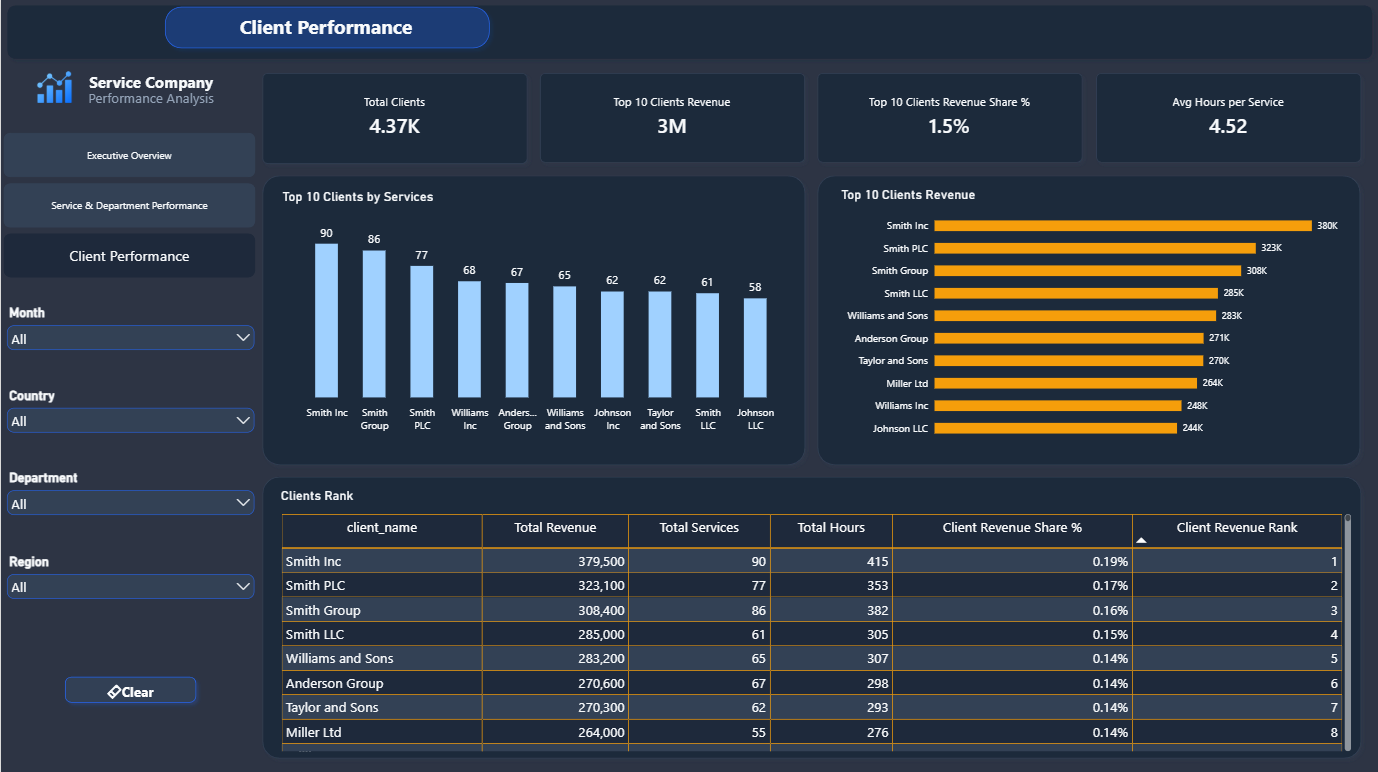 Client Performance
Service Company
Performance Analysis
Executive Overview
Service & Department Performance
Client Performance
Month
All
Country
All
Department
All
Region
All
Clear
Total Clients
4.37K
Top 10 Clients Revenue
3M
Top 10 Clients Revenue Share %
1.5%
Avg Hours per Service
4.52
Top 10 Clients by Services
90
86
77
68
67
65
62
62
61
58
Smith Inc
Smith
Group
Smith
PLC
Williams
Inc
Anders...
Group
Williams
and Sons
Johnson
Inc
Taylor
and Sons
Smith
LLC
Johnson
LLC
Top 10 Clients Revenue
Smith Inc 380K
Smith PLC 323K
Smith Group 308K
Smith LLC 285K
Williams and Sons 283K
Anderson Group 271K
Taylor and Sons 270K
Miller Ltd 264K
Williams Inc 248K
Johnson LLC 244K
Clients Rank
client_name Total Revenue Total Services Total Hours Client Revenue Share % Client Revenue Rank
Smith Inc 379,500 90 415 0.19% 1
Smith PLC 323,100 77 353 0.17% 2
Smith Group 308,400 86 382 0.16% 3
Smith LLC 285,000 61 305 0.15% 4
Williams and Sons 283,200 65 307 0.14% 5
Anderson Group 270,600 67 298 0.14% 6
Taylor and Sons 270,300 62 293 0.14% 7
Miller Ltd 264,000 55 276 0.14% 8